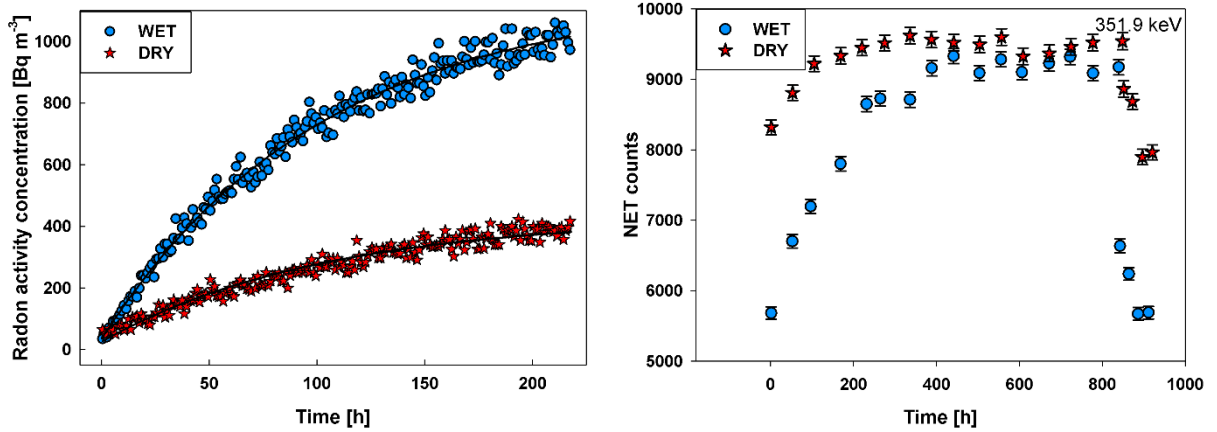 Radon activity concentration [Bq m⁻³]
WET
DRY
1000
800
600
400
200
0
0 50 100 150 200
Time [h]
NET counts
WET
DRY
351.9 keV
10000
9000
8000
7000
6000
5000
0 200 400 600 800 1000
Time [h]